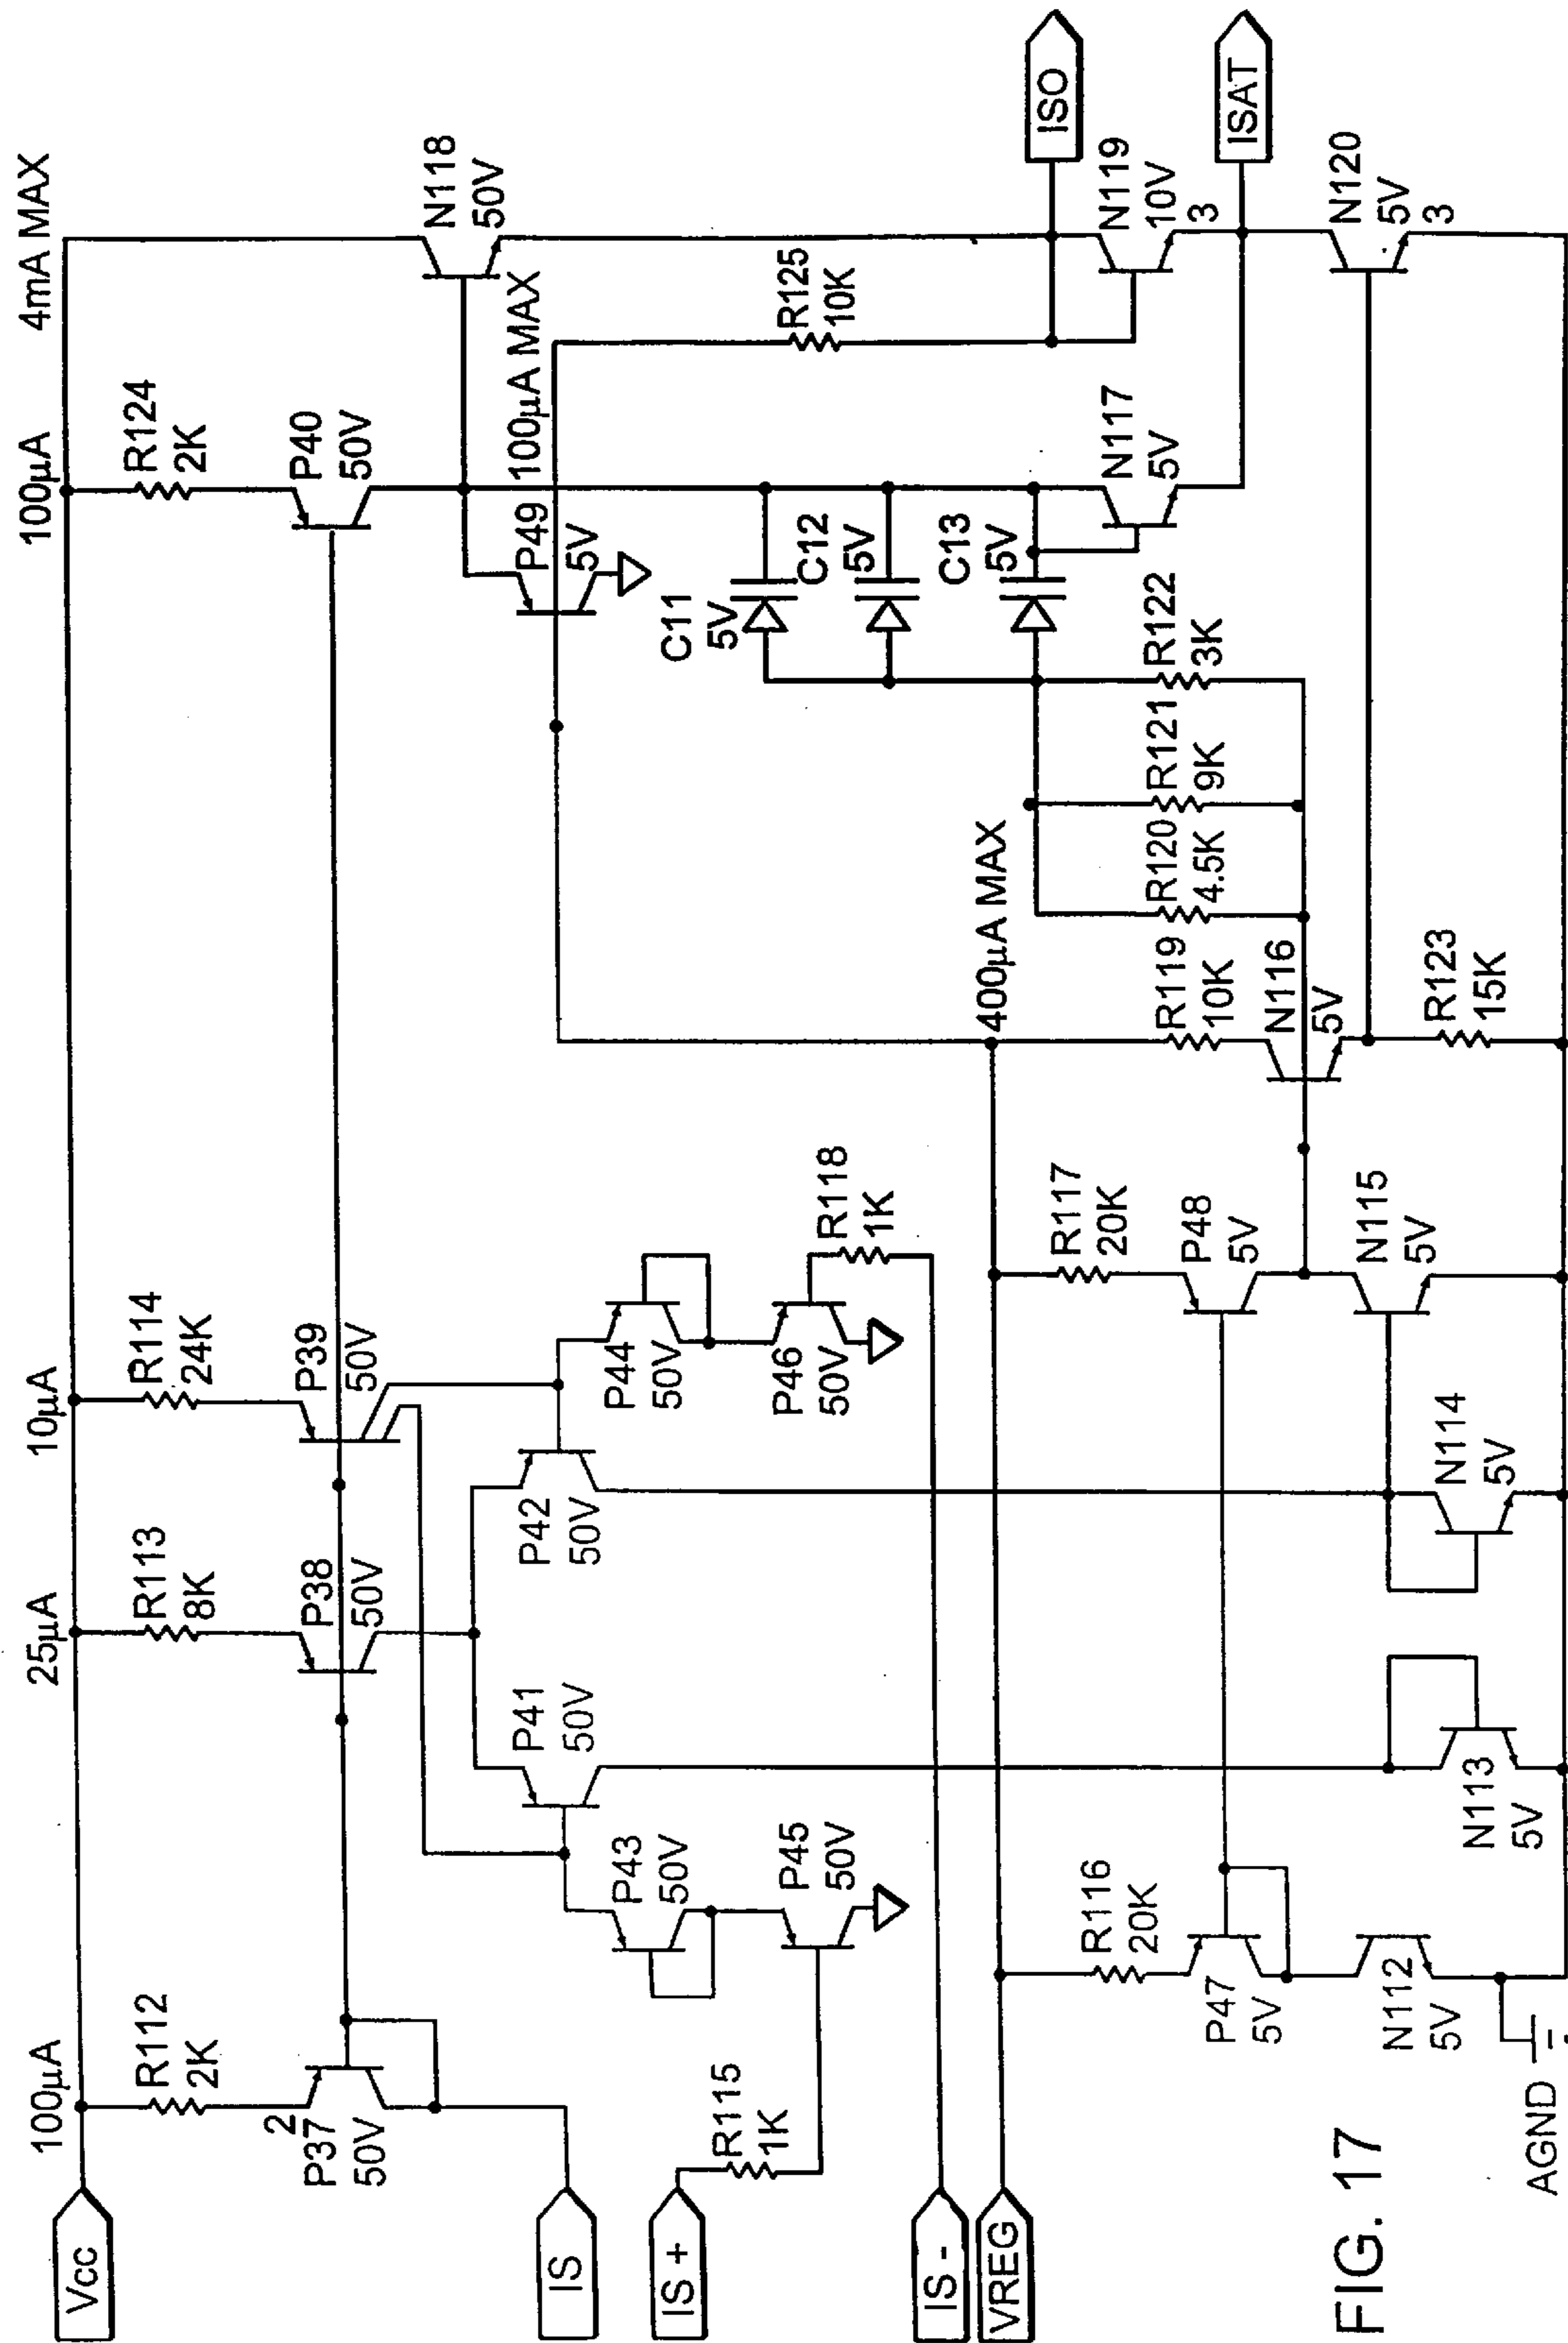 Vcc
100μA
R112
2K
2
P37
50V
IS
IS +
R115
1K
IS -
VREG
FIG. 17
AGND
25μA
R113
8K
P38
50V
10μA
R114
24K
P39
50V
P41
50V
P42
50V
P43
50V
P45
50V
P44
50V
P46
50V
R118
1K
R116
20K
P47
5V
N112
5V
N113
5V
N114
5V
R117
20K
P48
5V
N115
5V
400μA MAX
R119
10K
N116
5V
R123
15K
R120
4.5K
R121
9K
R122
3K
100μA
R124
2K
P40
50V
P49
5V
100μA MAX
C11
5V
C12
5V
C13
5V
N117
5V
R125
10K
4mA MAX
N118
50V
ISO
N119
10V
3
ISAT
N120
5V
3